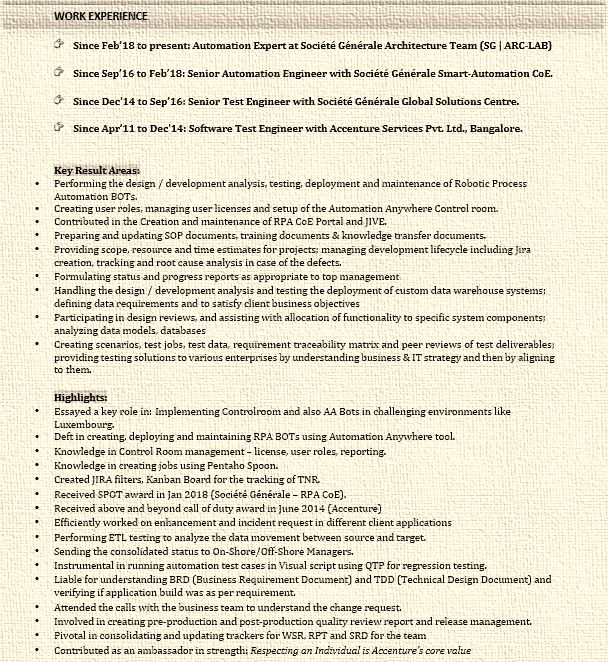 WORK EXPERIENCE
Since Feb'18 to present: Automation Expert at Société Générale Architecture Team (SG | ARC-LAB)
Since Sep'16 to Feb'18: Senior Automation Engineer with Société Générale Smart-Automation CoE.
Since Dec'14 to Sep'16: Senior Test Engineer with Société Générale Global Solutions Centre.
Since Apr'11 to Dec'14: Software Test Engineer with Accenture Services Pvt. Ltd., Bangalore.
Key Result Areas:
• Performing the design / development analysis, testing, deployment and maintenance of Robotic Process
Automation BOTs.
• Creating user roles, managing user licenses and setup of the Automation Anywhere Control room.
• Contributed in the Creation and maintenance of RPA CoE Portal and JIVE.
• Preparing and updating SOP documents, training documents & knowledge transfer documents.
• Providing scope, resource and time estimates for projects; managing development lifecycle including Jira
creation, tracking and root cause analysis in case of the defects.
• Formulating status and progress reports as appropriate to top management
• Handling the design / development analysis and testing the deployment of custom data warehouse systems;
defining data requirements and to satisfy client business objectives
• Participating in design reviews, and assisting with allocation of functionality to specific system components;
analyzing data models, databases
• Creating scenarios, test jobs, test data, requirement traceability matrix and peer reviews of test deliverables;
providing testing solutions to various enterprises by understanding business & IT strategy and then by aligning
to them.
Highlights:
• Essayed a key role in: Implementing Controlroom and also AA Bots in challenging environments like
Luxembourg.
• Deft in creating, deploying and maintaining RPA BOTs using Automation Anywhere tool.
• Knowledge in Control Room management – license, user roles, reporting.
• Knowledge in creating jobs using Pentaho Spoon.
• Created JIRA filters, Kanban Board for the tracking of TNR.
• Received SPOT award in Jan 2018 (Société Générale – RPA CoE).
• Received above and beyond call of duty award in June 2014 (Accenture)
• Efficiently worked on enhancement and incident request in different client applications
• Performing ETL testing to analyze the data movement between source and target.
• Sending the consolidated status to On-Shore/Off-Shore Managers.
• Instrumental in running automation test cases in Visual script using QTP for regression testing.
• Liable for understanding BRD (Business Requirement Document) and TDD (Technical Design Document) and
verifying if application build was as per requirement.
• Attended the calls with the business team to understand the change request.
• Involved in creating pre-production and post-production quality review report and release management.
• Pivotal in consolidating and updating trackers for WSR, RPT and SRD for the team
• Contributed as an ambassador in strength; Respecting an Individual is Accenture's core value